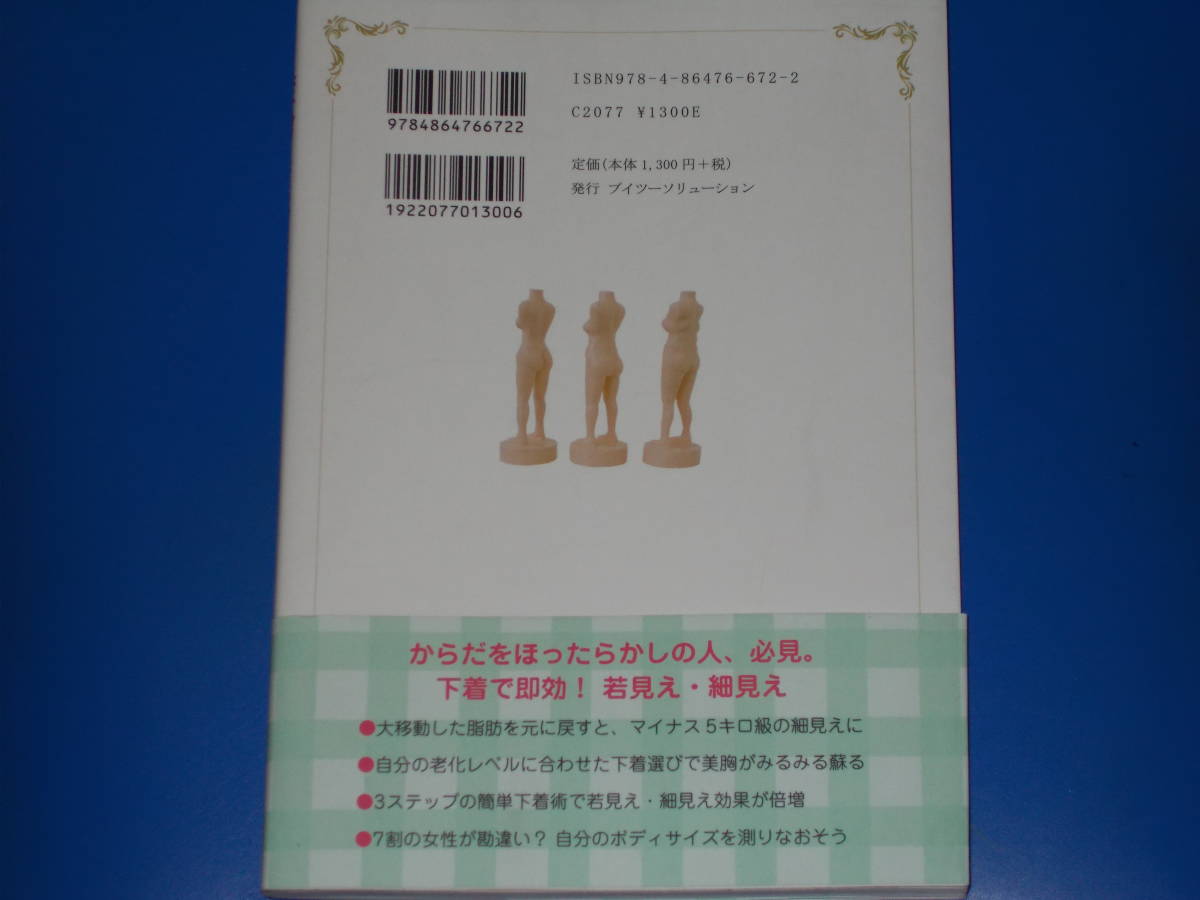 ISBN978-4-86476-672-2
9784864766722
C2077 ¥1300E
定価(本体1,300円+税)
発行 ブイツーソリューション
1922077013006
からだをほったらかしの人、必見。
下着で即効! 若見え・細見え
●大移動した脂肪を元に戻すと、マイナス5キロ級の細見えに
●自分の老化レベルに合わせた下着選びで美胸がみるみる蘇る
●3ステップの簡単下着術で若見え・細見え効果が倍増
●7割の女性が勘違い? 自分のボディサイズを測りなおそう